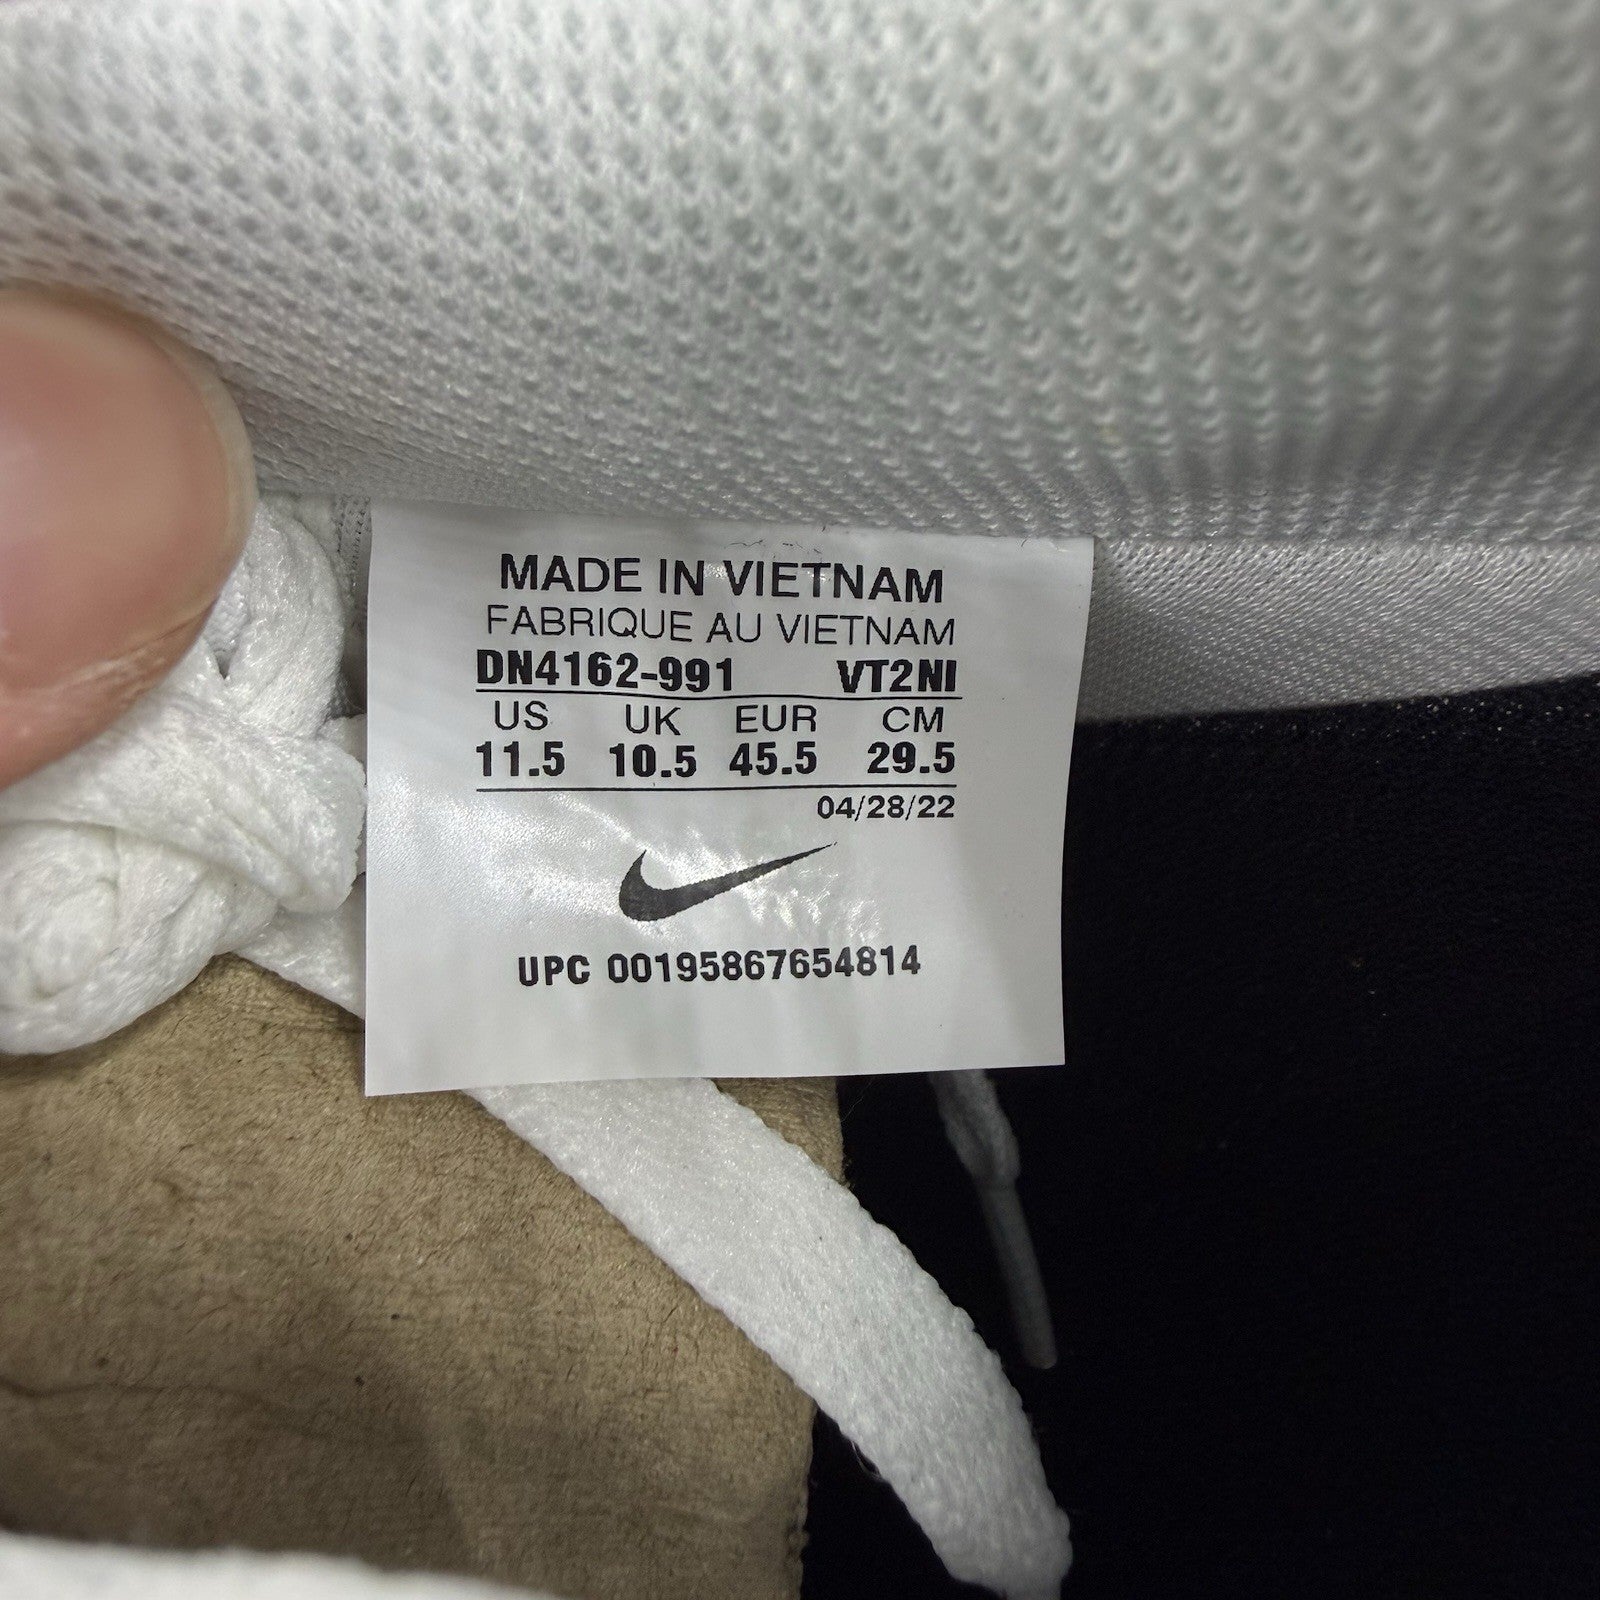 MADE IN VIETNAM
FABRIQUE AU VIETNAM
DN4162-991 VT2NI
US UK EUR CM
11.5 10.5 45.5 29.5
04/28/22
UPC 00195867654814